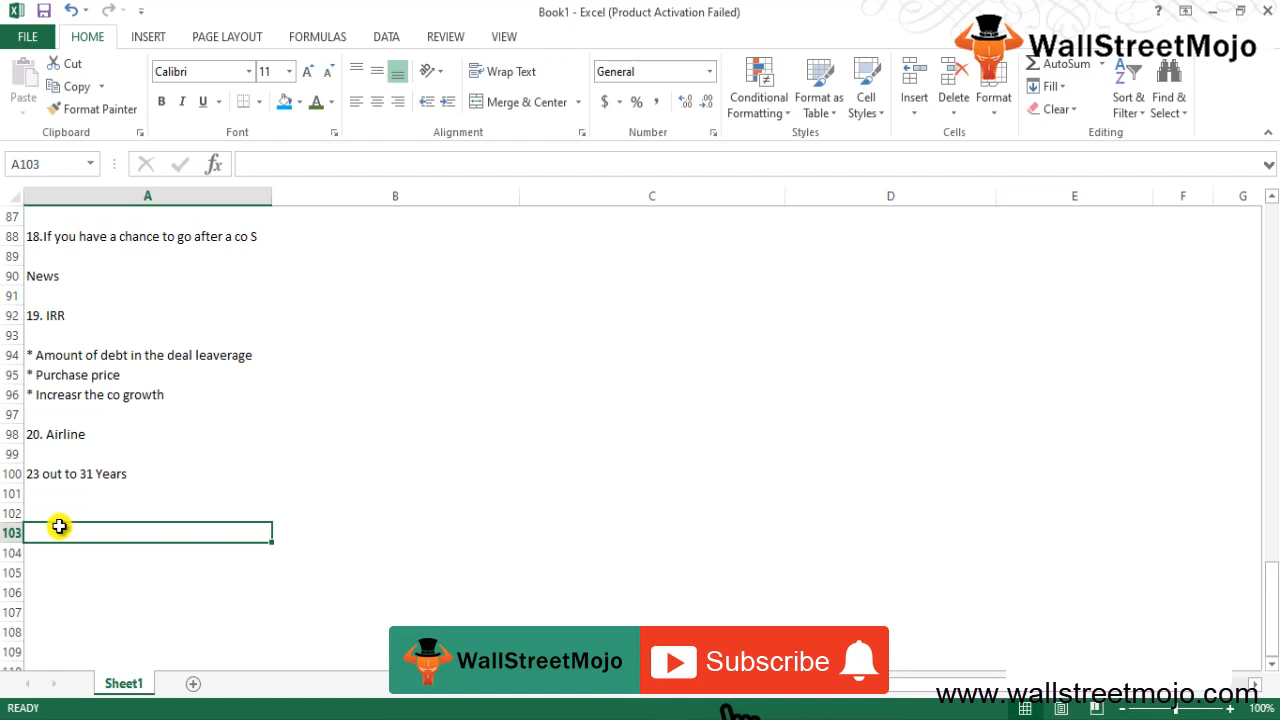 Book1 - Excel (Product Activation Failed)
?
FILE HOME INSERT PAGE LAYOUT FORMULAS DATA REVIEW VIEW
WallStreetMojo
Paste
Cut
Copy
Format Painter
Clipboard
Calibri 11
B I U
A A
A
Font
Wrap Text
Merge & Center
Alignment
General
$ % ,
Number
Conditional Formatting
Format as Table
Cell Styles
Styles
Insert
Delete
Format
Cells
AutoSum
Fill
Clear
Sort & Filter
Find & Select
Editing
A103
fx
A B C D E F G
87
88 18.If you have a chance to go after a co S
89
90 News
91
92 19. IRR
93
94 * Amount of debt in the deal leaverage
95 * Purchase price
96 * Increasr the co growth
97
98 20. Airline
99
100 23 out to 31 Years
101
102
103
104
105
106
107
108
109
WallStreetMojo
Subscribe
Sheet1
www.wallstreetmojo.com
READY
100%